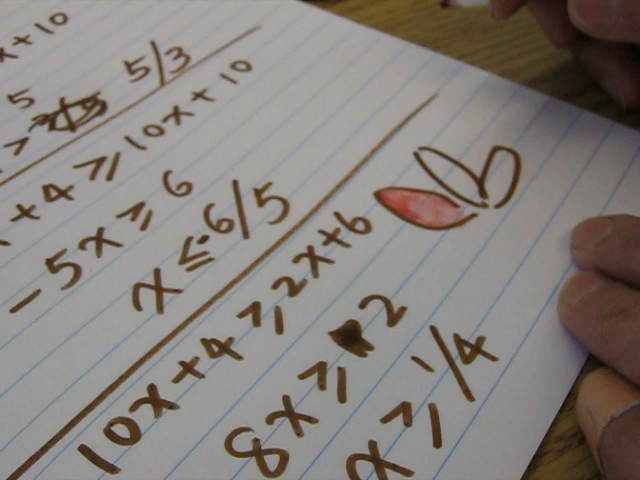 x+10
5
> 5/3
+4 ≥ 10x+10
-5x ≥ 6
x ≤ -6/5
10x+4 ≥ 2x+6
8x ≥ 2
x ≥ 1/4